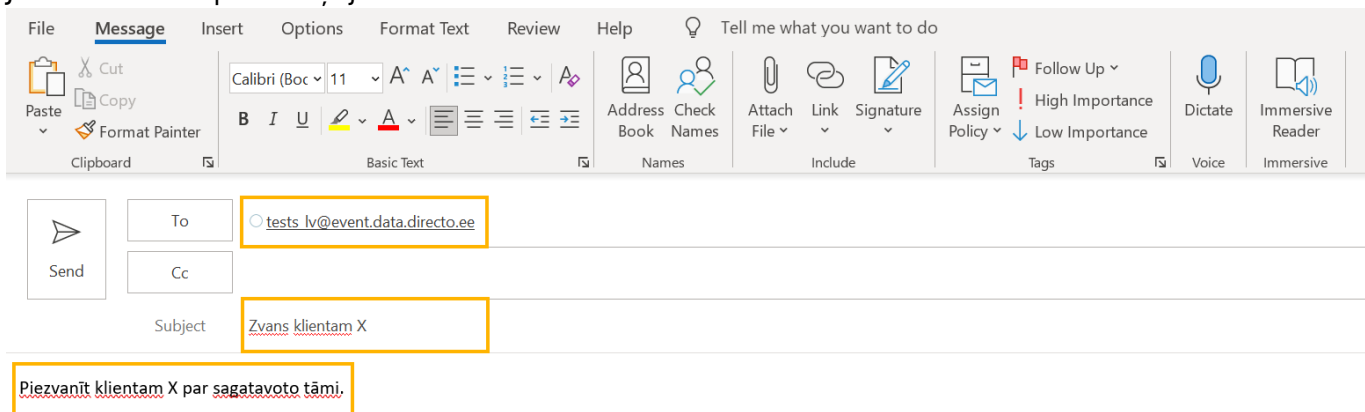 File Message Insert Options Format Text Review Help Tell me what you want to do
Cut
Copy
Paste
Format Painter
Clipboard
Calibri (Boc 11
B I U
Basic Text
Address Book
Check Names
Names
Attach File
Link
Signature
Include
Assign Policy
Follow Up
High Importance
Low Importance
Tags
Dictate
Voice
Immersive Reader
Immersive
Send
To
tests_lv@event.data.directo.ee
Cc
Subject
Zvans klientam X
Piezvanīt klientam X par sagatavoto tāmi.